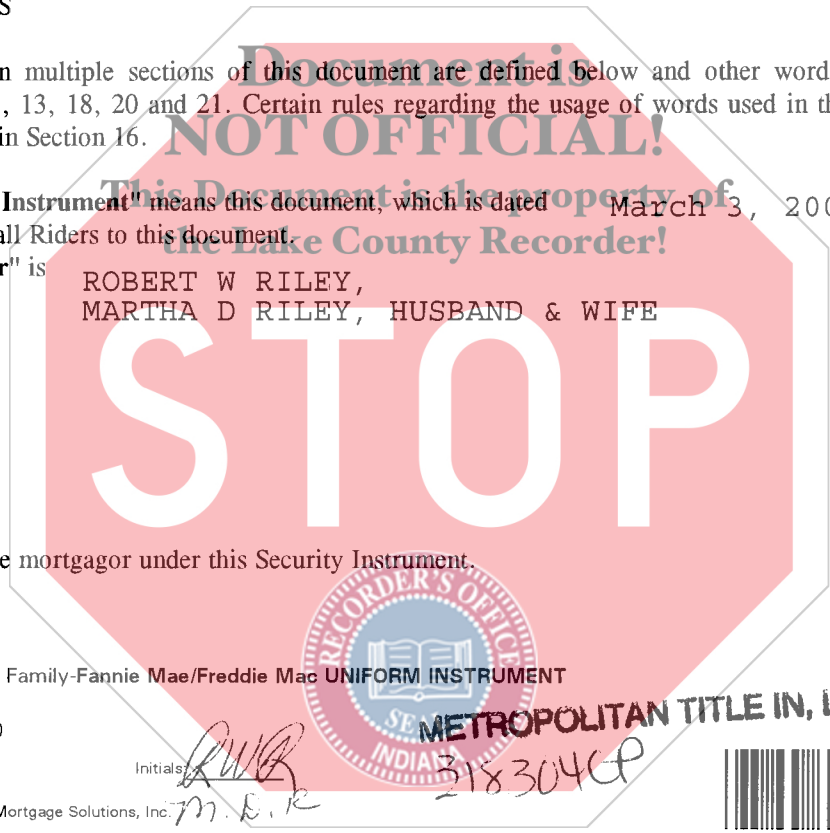 S
n multiple sections of this document are defined below and other word
, 13, 18, 20 and 21. Certain rules regarding the usage of words used in th
in Section 16.
Document is
NOT OFFICIAL!
This Document is the property of
the Lake County Recorder!
Instrument" means this document, which is dated March 3, 200
all Riders to this document.
r" is
ROBERT W RILEY,
MARTHA D RILEY, HUSBAND & WIFE
STOP
e mortgagor under this Security Instrument.
RECORDER'S OFFICE
SEAL
INDIANA
Family-Fannie Mae/Freddie Mac UNIFORM INSTRUMENT
METROPOLITAN TITLE IN, L
318304CP
Initials: RWR
M.D.R
Mortgage Solutions, Inc.